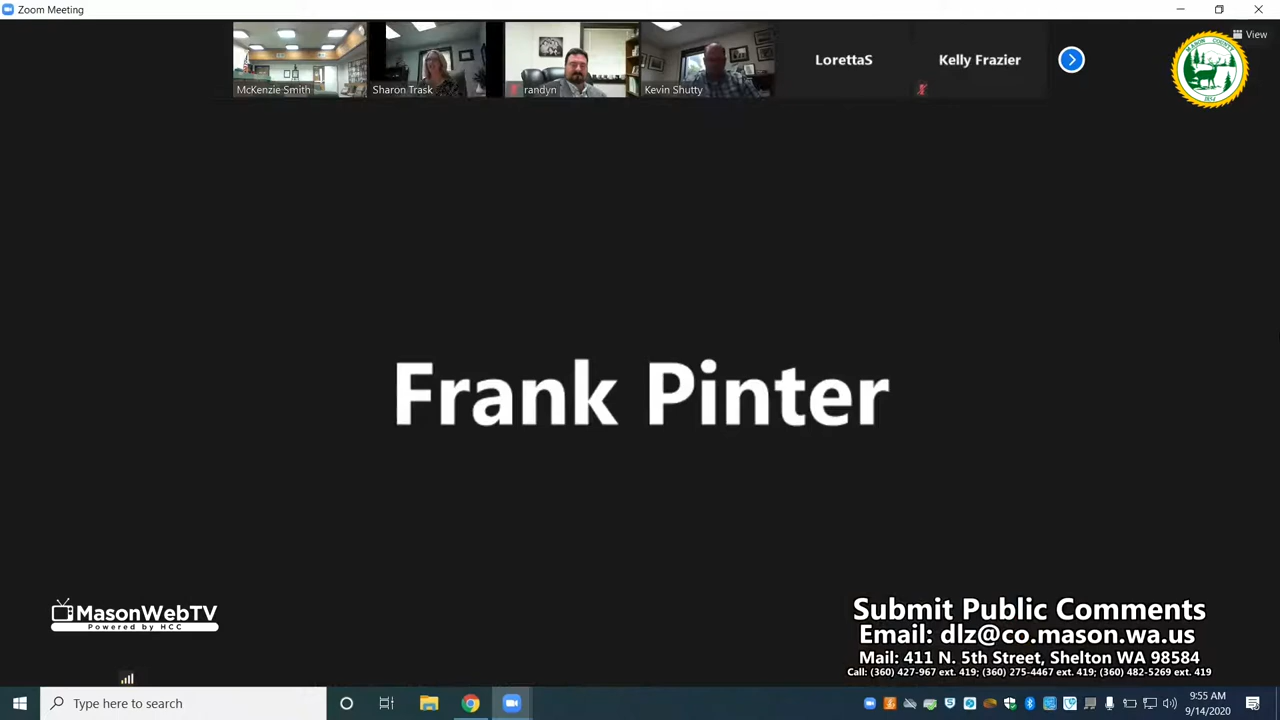 Zoom Meeting
View
McKenzie Smith
Sharon Trask
randyn
Kevin Shutty
LorettaS
Kelly Frazier
MASON COUNTY
Frank Pinter
MasonWebTV
Powered by HCC
Submit Public Comments
Email: dlz@co.mason.wa.us
Mail: 411 N. 5th Street, Shelton WA 98584
Call: (360) 427-967 ext. 419; (360) 275-4467 ext. 419; (360) 482-5269 ext. 419
Type here to search
9:55 AM
9/14/2020